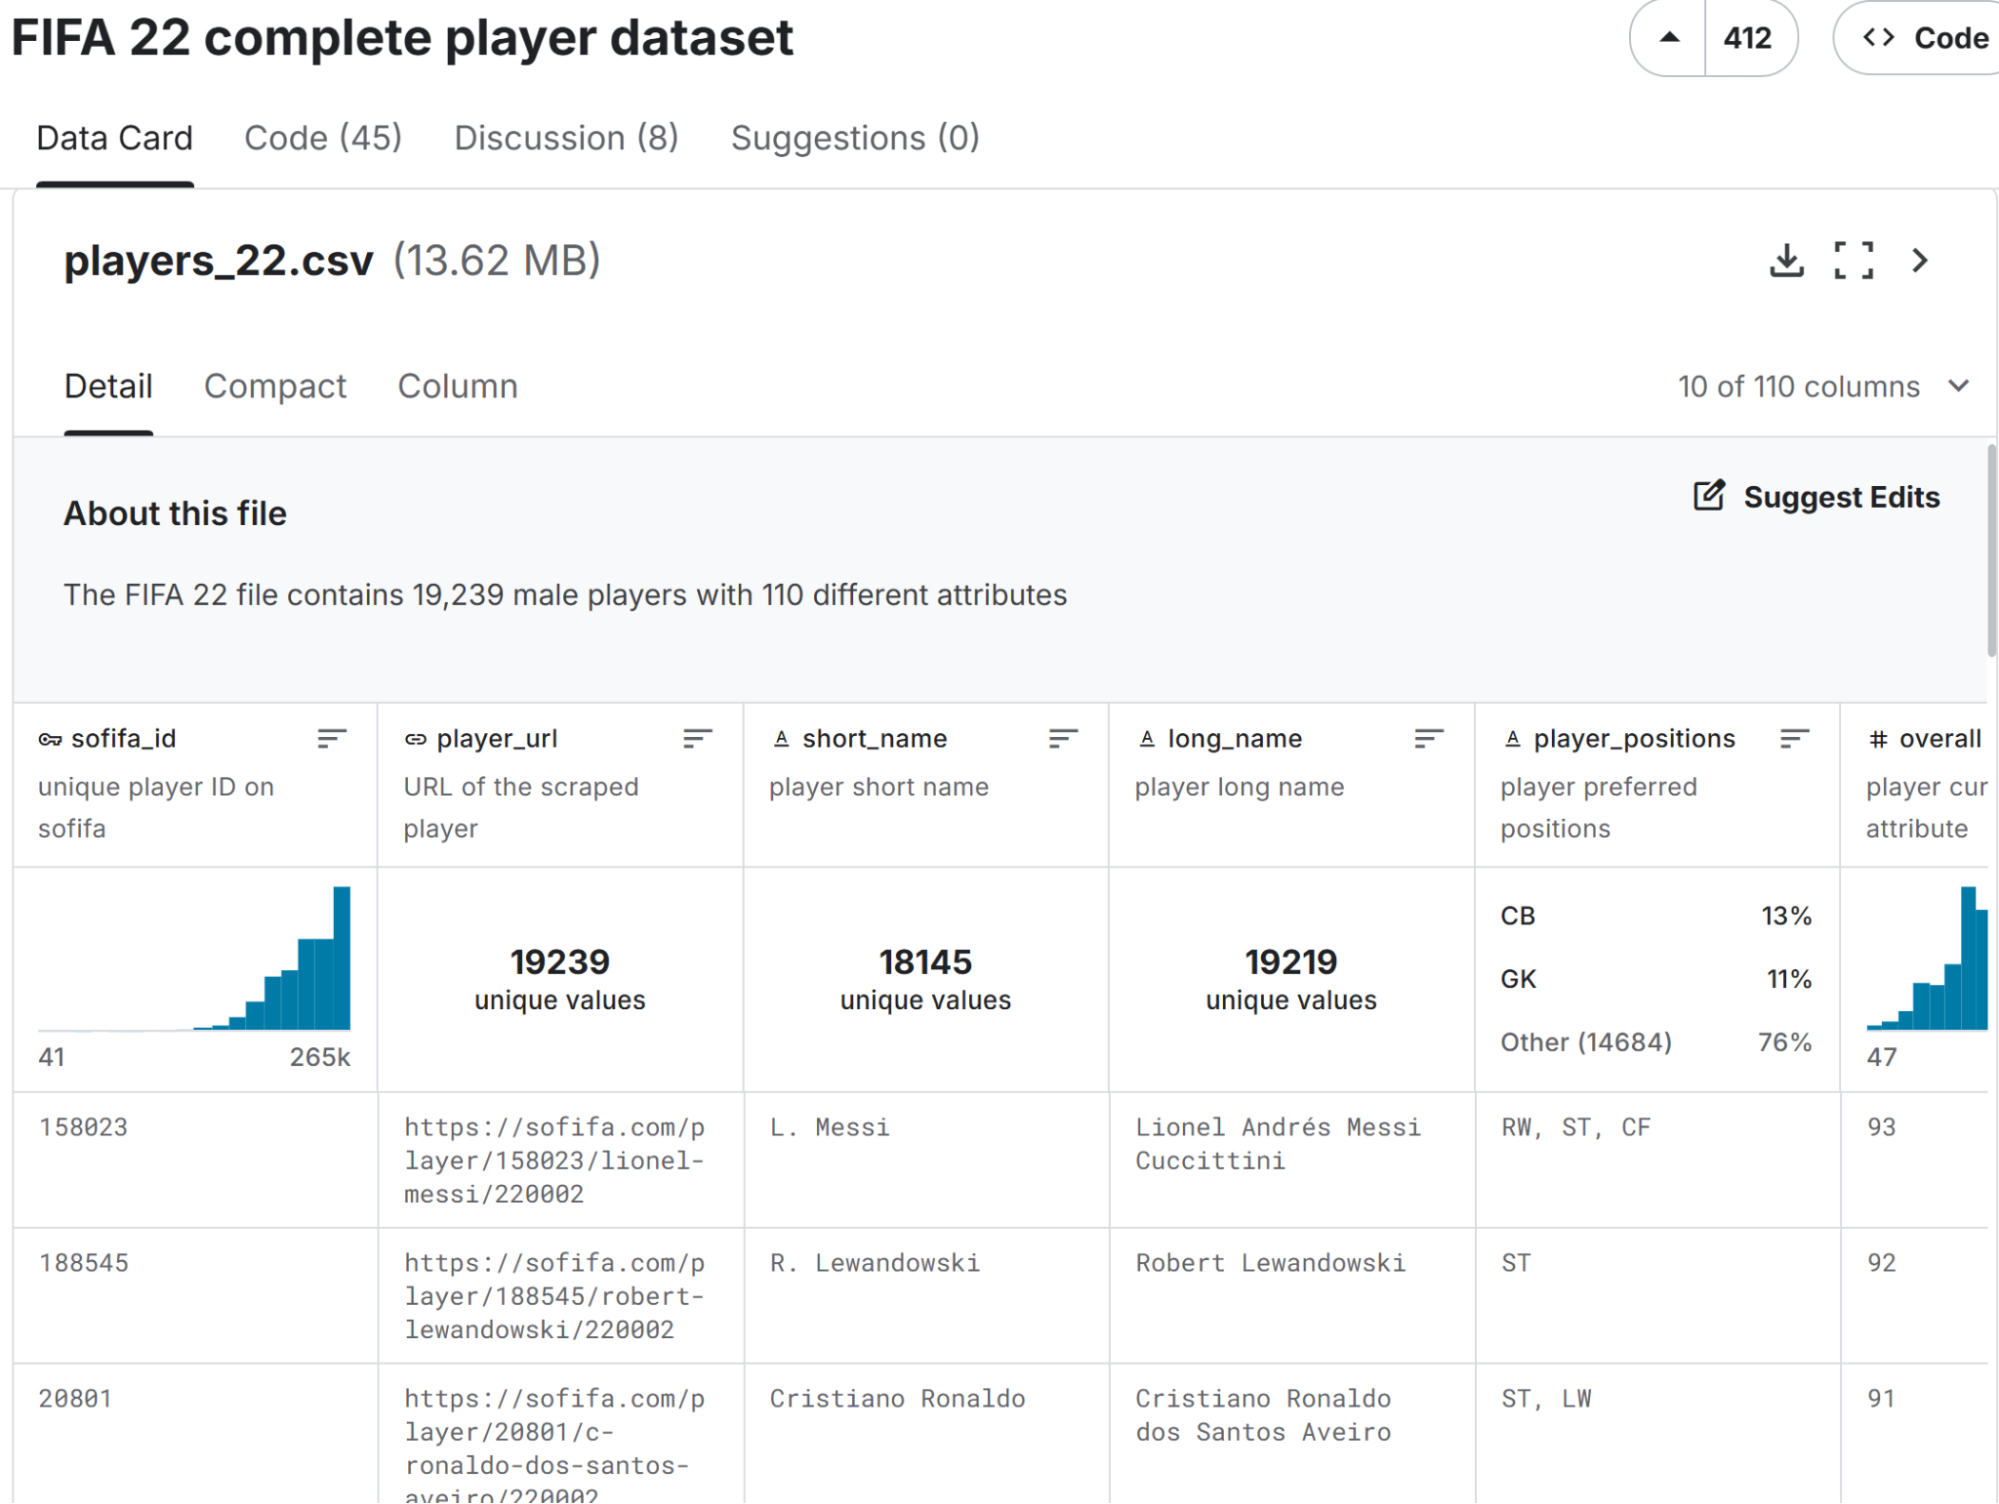 FIFA 22 complete player dataset
412
Code
Data Card
Code (45)
Discussion (8)
Suggestions (0)
players_22.csv (13.62 MB)
Detail
Compact
Column
10 of 110 columns
About this file
Suggest Edits
The FIFA 22 file contains 19,239 male players with 110 different attributes
sofifa_id
unique player ID on
sofifa
player_url
URL of the scraped
player
short_name
player short name
long_name
player long name
player_positions
player preferred
positions
# overall
player cur
attribute
41
265k
19239
unique values
18145
unique values
19219
unique values
CB 13%
GK 11%
Other (14684) 76%
47
158023
https://sofifa.com/p
layer/158023/lionel-
messi/220002
L. Messi
Lionel Andrés Messi
Cuccittini
RW, ST, CF
93
188545
https://sofifa.com/p
layer/188545/robert-
lewandowski/220002
R. Lewandowski
Robert Lewandowski
ST
92
20801
https://sofifa.com/p
layer/20801/c-
ronaldo-dos-santos-
aveiro/220002
Cristiano Ronaldo
Cristiano Ronaldo
dos Santos Aveiro
ST, LW
91